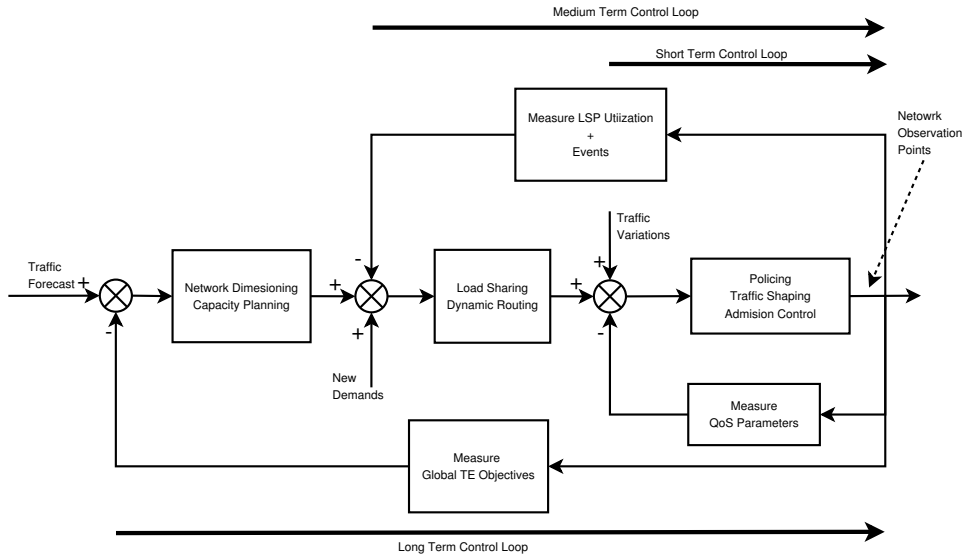 Medium Term Control Loop
Short Term Control Loop
Measure LSP Utiization
+
Events
Netowrk
Observation
Points
Traffic
Variations
-
+
Traffic
Forecast
+
Network Dimesioning
Capacity Planning
+
Load Sharing
Dynamic Routing
+
Policing
Traffic Shaping
Admision Control
-
+
-
New
Demands
Measure
QoS Parameters
Measure
Global TE Objectives
Long Term Control Loop